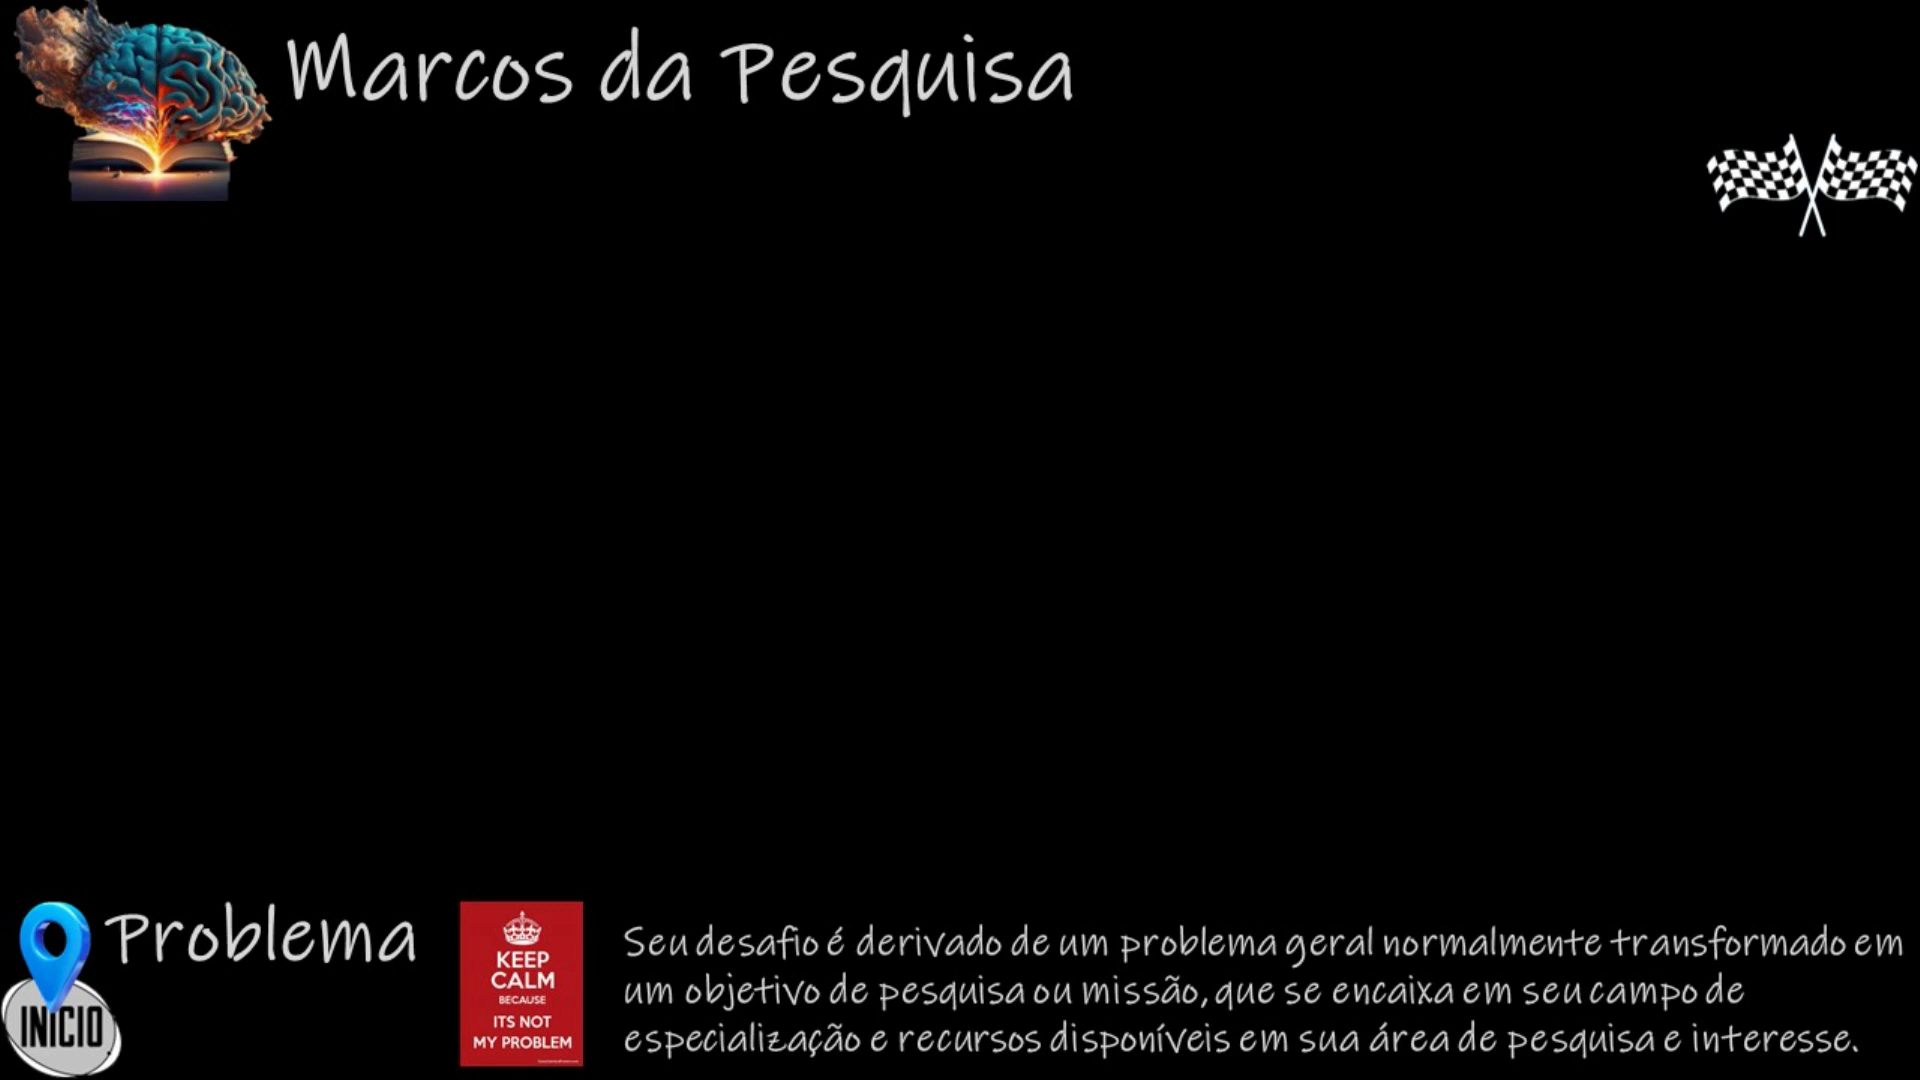 Marcos da Pesquisa
Problema
INÍCIO
KEEP
CALM
BECAUSE
ITS NOT
MY PROBLEM
Seu desafio é derivado de um problema geral normalmente transformado em
um objetivo de pesquisa ou missão, que se encaixa em seu campo de
especialização e recursos disponíveis em sua área de pesquisa e interesse.